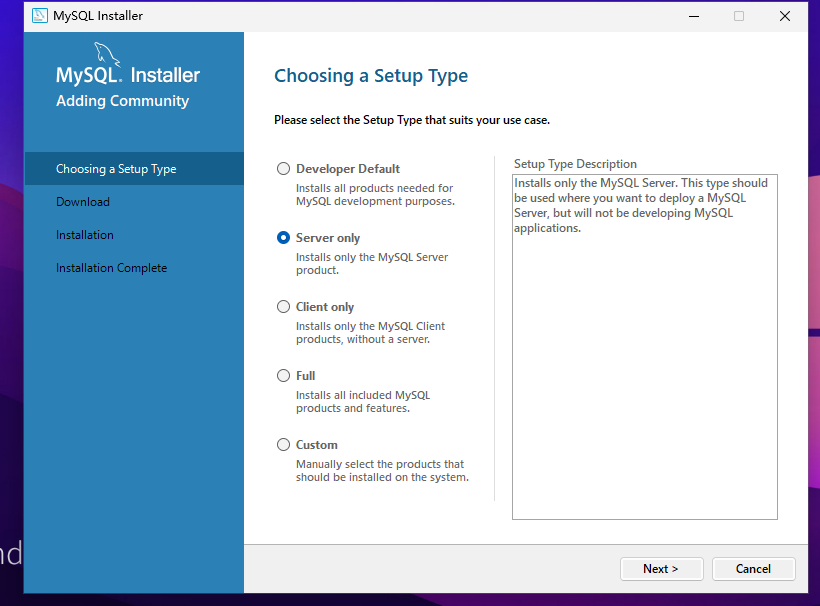 MySQL Installer
MySQL. Installer
Adding Community
Choosing a Setup Type
Download
Installation
Installation Complete
Choosing a Setup Type
Please select the Setup Type that suits your use case.
Developer Default
Installs all products needed for
MySQL development purposes.
Server only
Installs only the MySQL Server
product.
Client only
Installs only the MySQL Client
products, without a server.
Full
Installs all included MySQL
products and features.
Custom
Manually select the products that
should be installed on the system.
Setup Type Description
Installs only the MySQL Server. This type should
be used where you want to deploy a MySQL
Server, but will not be developing MySQL
applications.
Next >
Cancel